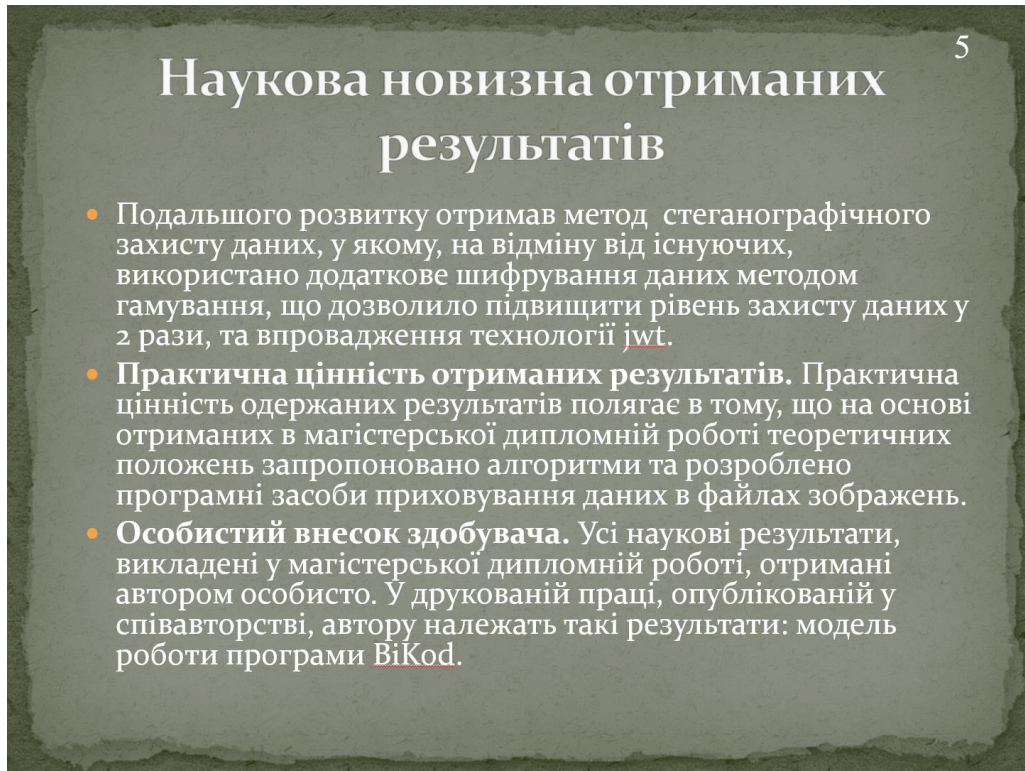 5
Наукова новизна отриманих
результатів
• Подальшого розвитку отримав метод  стеганографічного
захисту даних, у якому, на відміну від існуючих,
використано додаткове шифрування даних методом
гамування, що дозволило підвищити рівень захисту даних у
2 рази, та впровадження технології jwt.
• Практична цінність отриманих результатів. Практична
цінність одержаних результатів полягає в тому, що на основі
отриманих в магістерської дипломній роботі теоретичних
положень запропоновано алгоритми та розроблено
програмні засоби приховування даних в файлах зображень.
• Особистий внесок здобувача. Усі наукові результати,
викладені у магістерської дипломній роботі, отримані
автором особисто. У друкованій праці, опублікованій у
співавторстві, автору належать такі результати: модель
роботи програми BiKod.